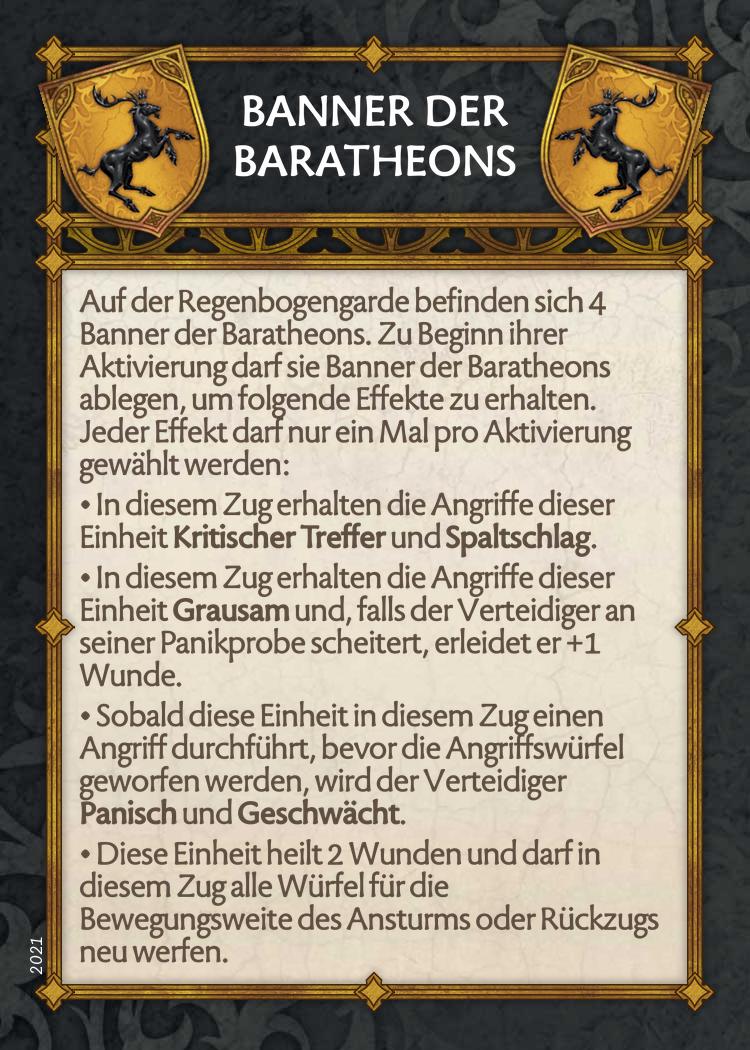 BANNER DER
BARATHEONS
Auf der Regenbogengarde befinden sich 4
Banner der Baratheons. Zu Beginn ihrer
Aktivierung darf sie Banner der Baratheons
ablegen, um folgende Effekte zu erhalten.
Jeder Effekt darf nur ein Mal pro Aktivierung
gewählt werden:
• In diesem Zug erhalten die Angriffe dieser
Einheit Kritischer Treffer und Spaltschlag.
• In diesem Zug erhalten die Angriffe dieser
Einheit Grausam und, falls der Verteidiger an
seiner Panikprobe scheitert, erleidet er +1
Wunde.
• Sobald diese Einheit in diesem Zug einen
Angriff durchführt, bevor die Angriffswürfel
geworfen werden, wird der Verteidiger
Panisch und Geschwächt.
• Diese Einheit heilt 2 Wunden und darf in
diesem Zug alle Würfel für die
Bewegungsweite des Ansturms oder Rückzugs
neu werfen.
2021